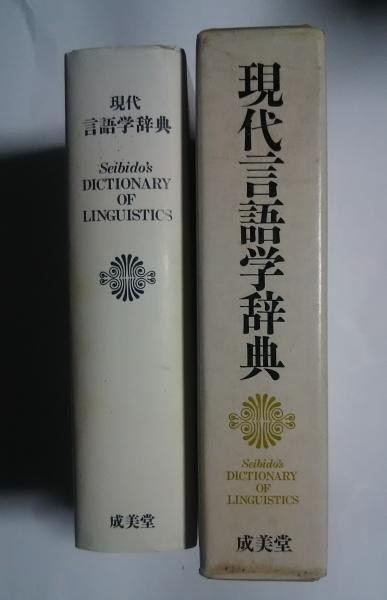 現代
言語学辞典
Seibido's
DICTIONARY
OF
LINGUISTICS
成美堂
現代言語学辞典
Seibido's
DICTIONARY
OF
LINGUISTICS
成美堂